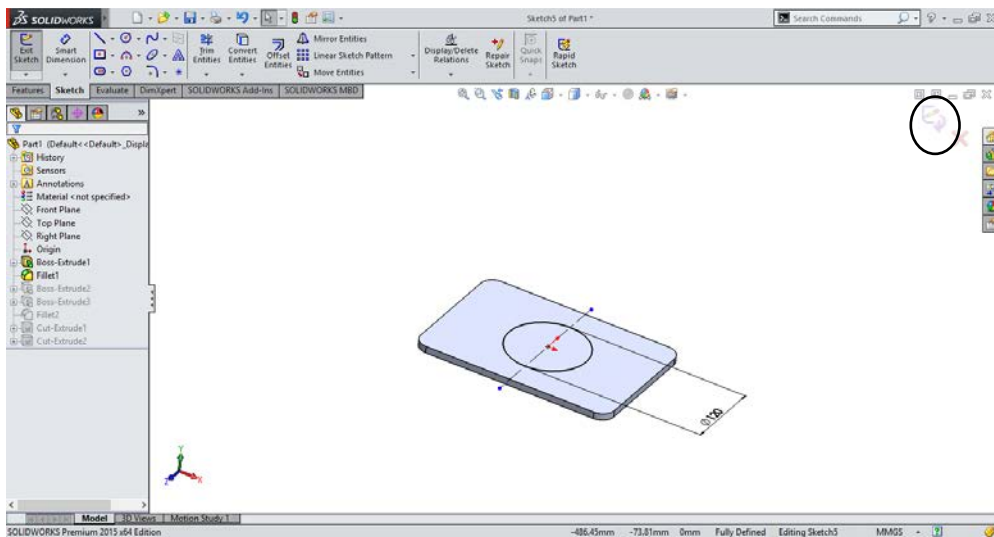 SOLIDWORKS
Sketch5 of Part1 *
Search Commands
Exit Sketch
Smart Dimension
Trim Entities
Convert Entities
Offset Entities
Mirror Entities
Linear Sketch Pattern
Move Entities
Display/Delete Relations
Repair Sketch
Quick Snaps
Rapid Sketch
Features Sketch Evaluate DimXpert SOLIDWORKS Add-Ins SOLIDWORKS MBD
Part1 (Default<<Default>_Displa
History
Sensors
Annotations
Material <not specified>
Front Plane
Top Plane
Right Plane
Origin
Boss-Extrude1
Fillet1
Boss-Extrude2
Boss-Extrude3
Fillet2
Cut-Extrude1
Cut-Extrude2
Ø120
Y
X
Z
Model 3D Views Motion Study 1
SOLIDWORKS Premium 2015 x64 Edition -486.45mm -73.81mm 0mm Fully Defined Editing Sketch5 MMGS